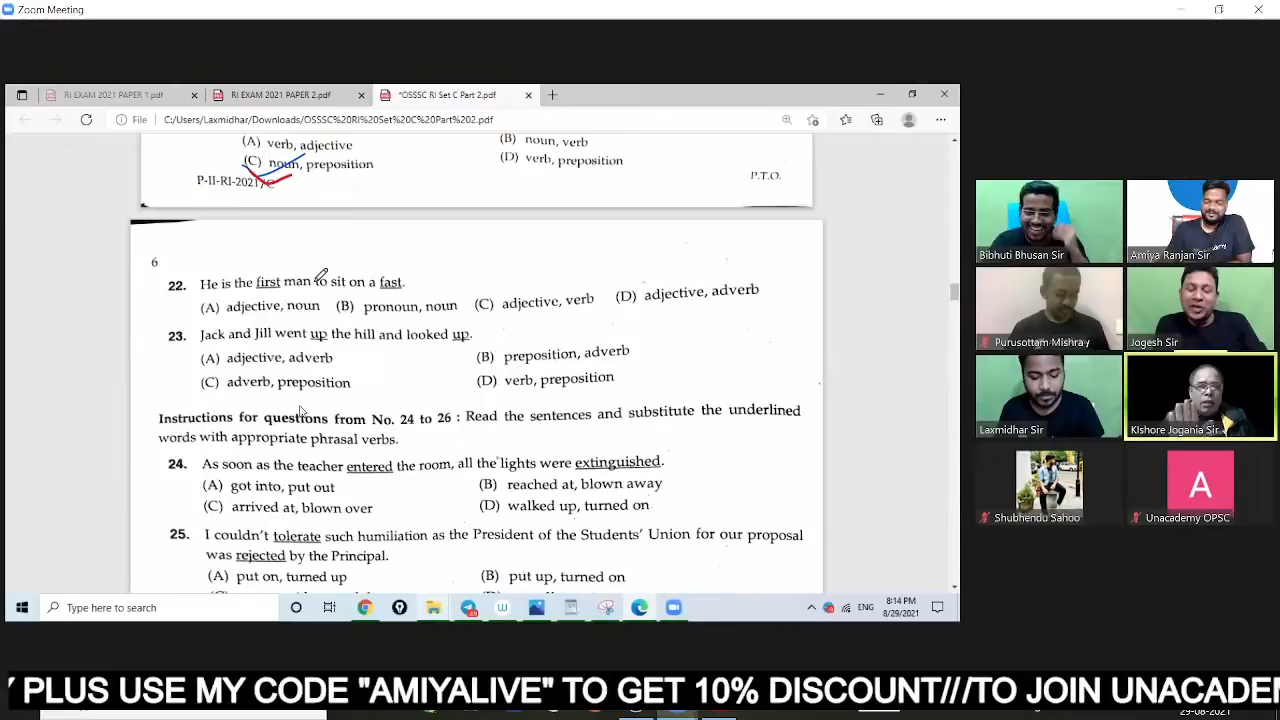 Zoom Meeting
RI EXAM 2021 PAPER 1.pdf
RI EXAM 2021 PAPER 2.pdf
*OSSSC RI Set C Part 2.pdf
File
C:/Users/Laxmidhar/Downloads/OSSSC%20RI%20Set%20C%20Part%202.pdf
(A) verb, adjective
(B) noun, verb
(C) noun, preposition
(D) verb, preposition
P-II-RI-2021/C
P.T.O.
6
22. He is the first man to sit on a fast.
(A) adjective, noun (B) pronoun, noun (C) adjective, verb (D) adjective, adverb
23. Jack and Jill went up the hill and looked up.
(A) adjective, adverb (B) preposition, adverb
(C) adverb, preposition (D) verb, preposition
Instructions for questions from No. 24 to 26 : Read the sentences and substitute the underlined
words with appropriate phrasal verbs.
24. As soon as the teacher entered the room, all the lights were extinguished.
(A) got into, put out (B) reached at, blown away
(C) arrived at, blown over (D) walked up, turned on
25. I couldn't tolerate such humiliation as the President of the Students' Union for our proposal
was rejected by the Principal.
(A) put on, turned up (B) put up, turned on
Type here to search
ENG
8:14 PM
8/29/2021
Bibhuti Bhusan Sir
Amiya Ranjan Sir
Purusottam Mishra
Jogesh Sir
Laxmidhar Sir
KIshore Jogania Sir
Shubhendu Sahoo
A
Unacademy OPSC
Y PLUS USE MY CODE "AMIYALIVE" TO GET 10% DISCOUNT///TO JOIN UNACADE
29-08-2021